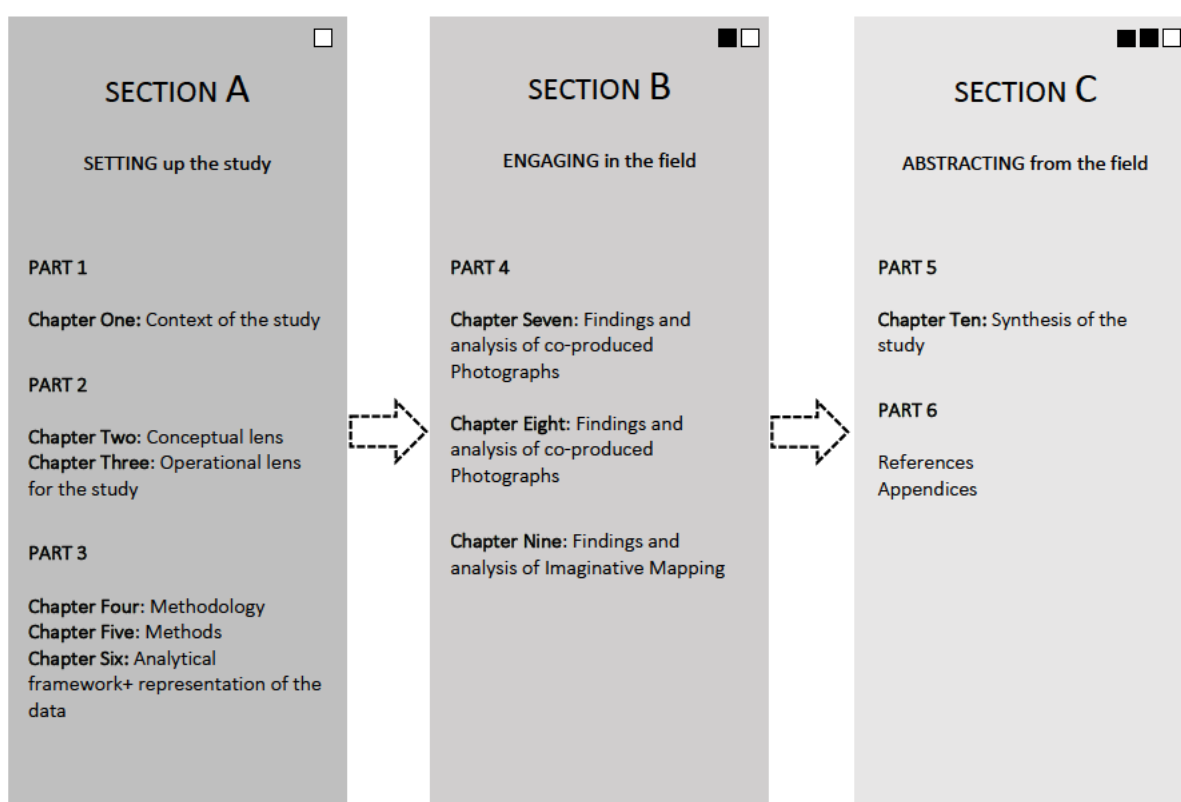 SECTION A
SETTING up the study
PART 1
Chapter One: Context of the study
PART 2
Chapter Two: Conceptual lens
Chapter Three: Operational lens
for the study
PART 3
Chapter Four: Methodology
Chapter Five: Methods
Chapter Six: Analytical
framework+ representation of the
data
SECTION B
ENGAGING in the field
PART 4
Chapter Seven: Findings and
analysis of co-produced
Photographs
Chapter Eight: Findings and
analysis of co-produced
Photographs
Chapter Nine: Findings and
analysis of Imaginative Mapping
SECTION C
ABSTRACTING from the field
PART 5
Chapter Ten: Synthesis of the
study
PART 6
References
Appendices